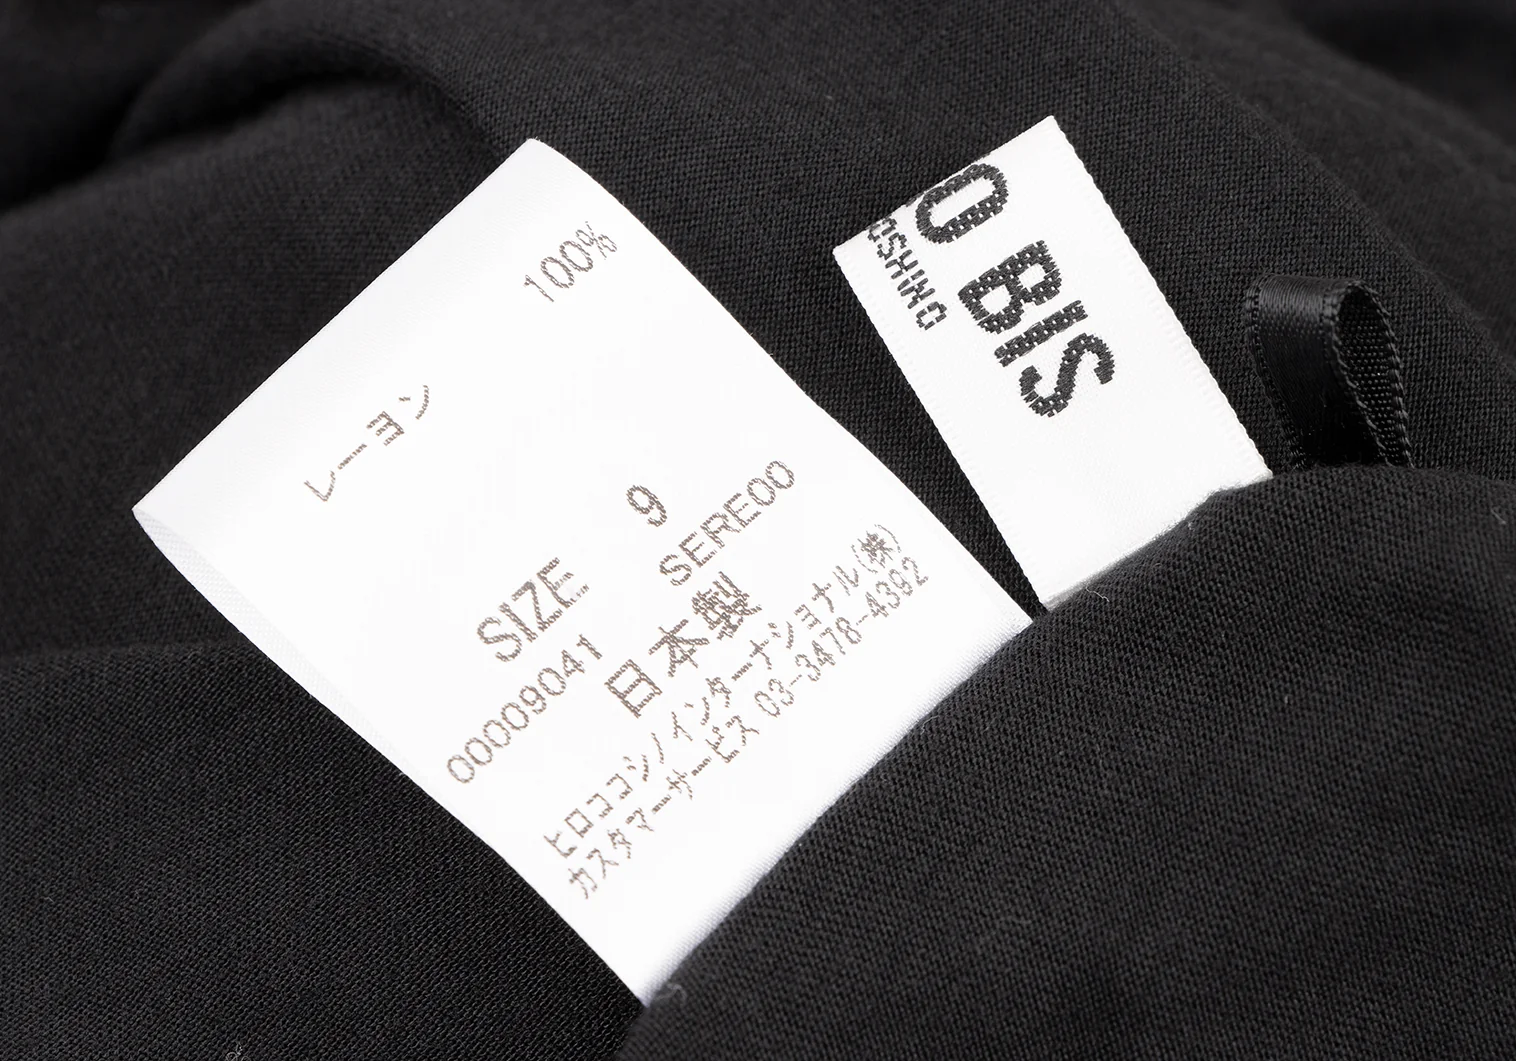 レーヨン 100%
SIZE 9
00009041 SERE00
日本製
ヒロココシノインターナショナル(株)
カスタマーサービス 03-3478-4392
O BIS
OSHINO